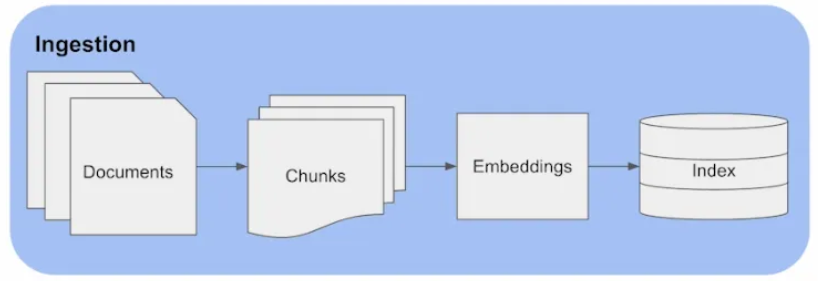 Ingestion
Documents
Chunks
Embeddings
Index